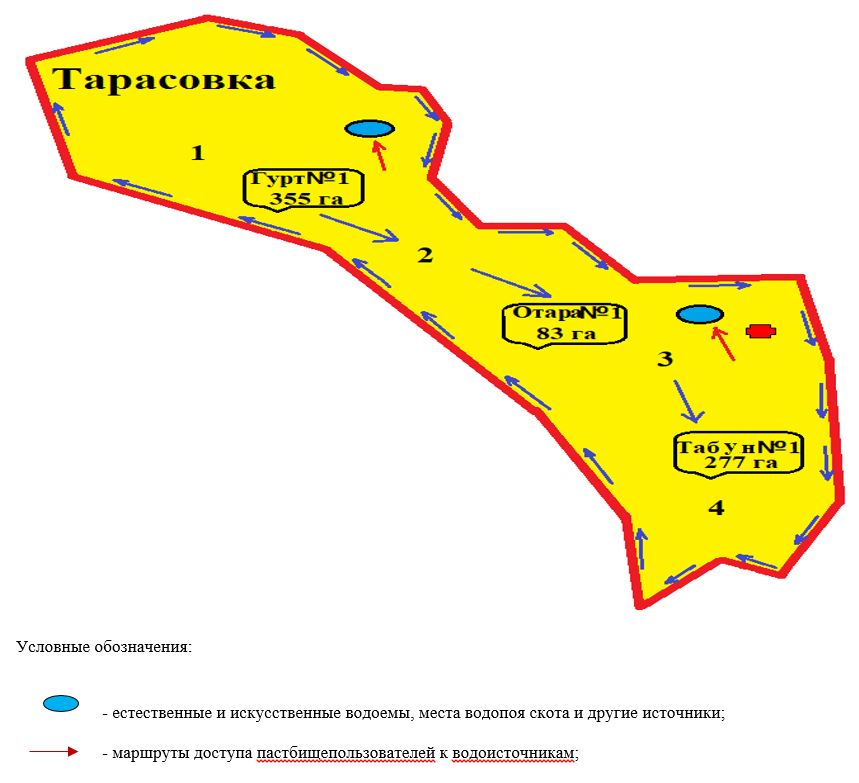 Тарасовка
1
Гурт№1
355 га
2
Отара№1
83 га
3
Табун№1
277 га
4
Условные обозначения:
- естественные и искусственные водоемы, места водопоя скота и другие источники;
- маршруты доступа пастбищепользователей к водоисточникам;